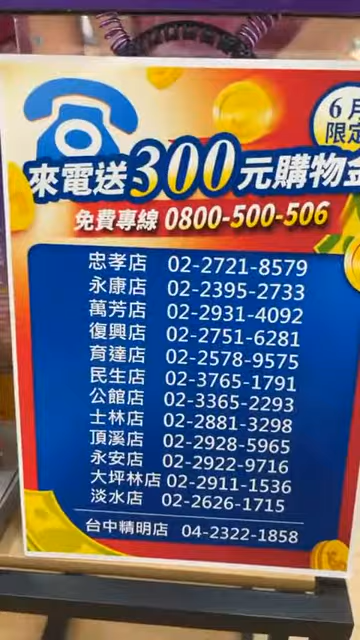 6月
限定
來電送300元購物金
免費專線 0800-500-506
忠孝店 02-2721-8579
永康店 02-2395-2733
萬芳店 02-2931-4092
復興店 02-2751-6281
育達店 02-2578-9575
民生店 02-3765-1791
公館店 02-3365-2293
士林店 02-2881-3298
頂溪店 02-2928-5965
永安店 02-2922-9716
大坪林店 02-2911-1536
淡水店 02-2626-1715
台中精明店 04-2322-1858